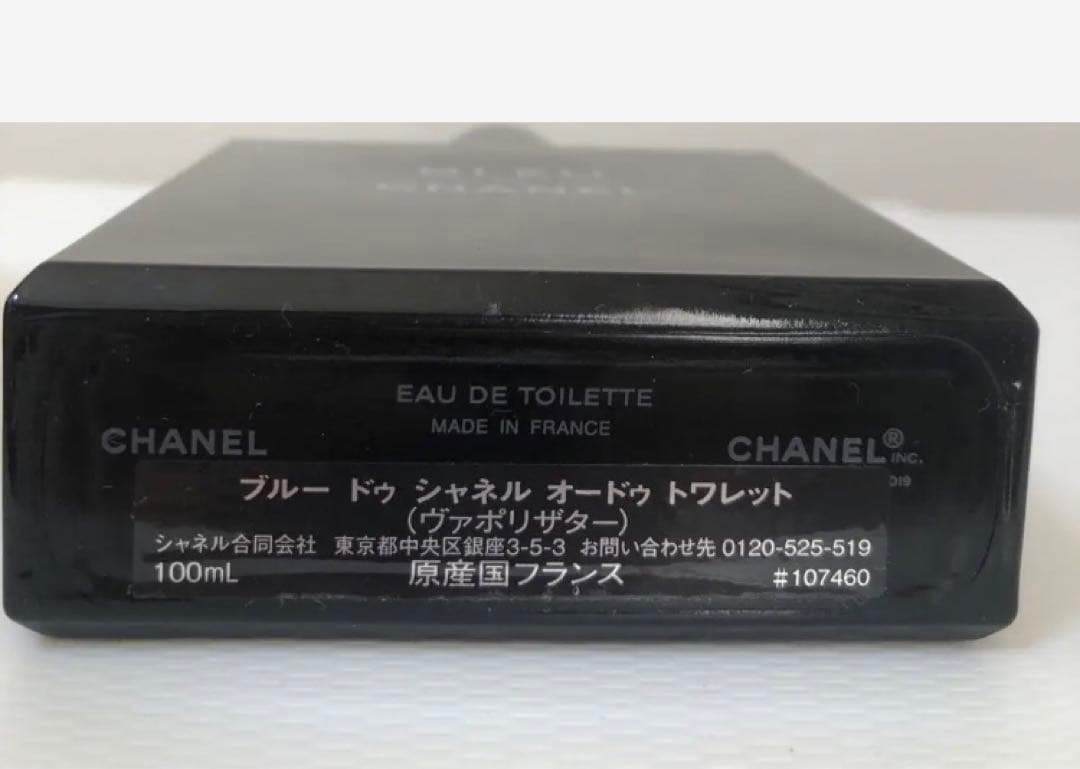 BLEU
CHANEL
EAU DE TOILETTE
MADE IN FRANCE
CHANEL
CHANEL® INC.
ブルー ドゥ シャネル オードゥ トワレット
(ヴァポリザター)
シャネル合同会社 東京都中央区銀座3-5-3 お問い合わせ先 0120-525-519
100mL 原産国フランス #107460